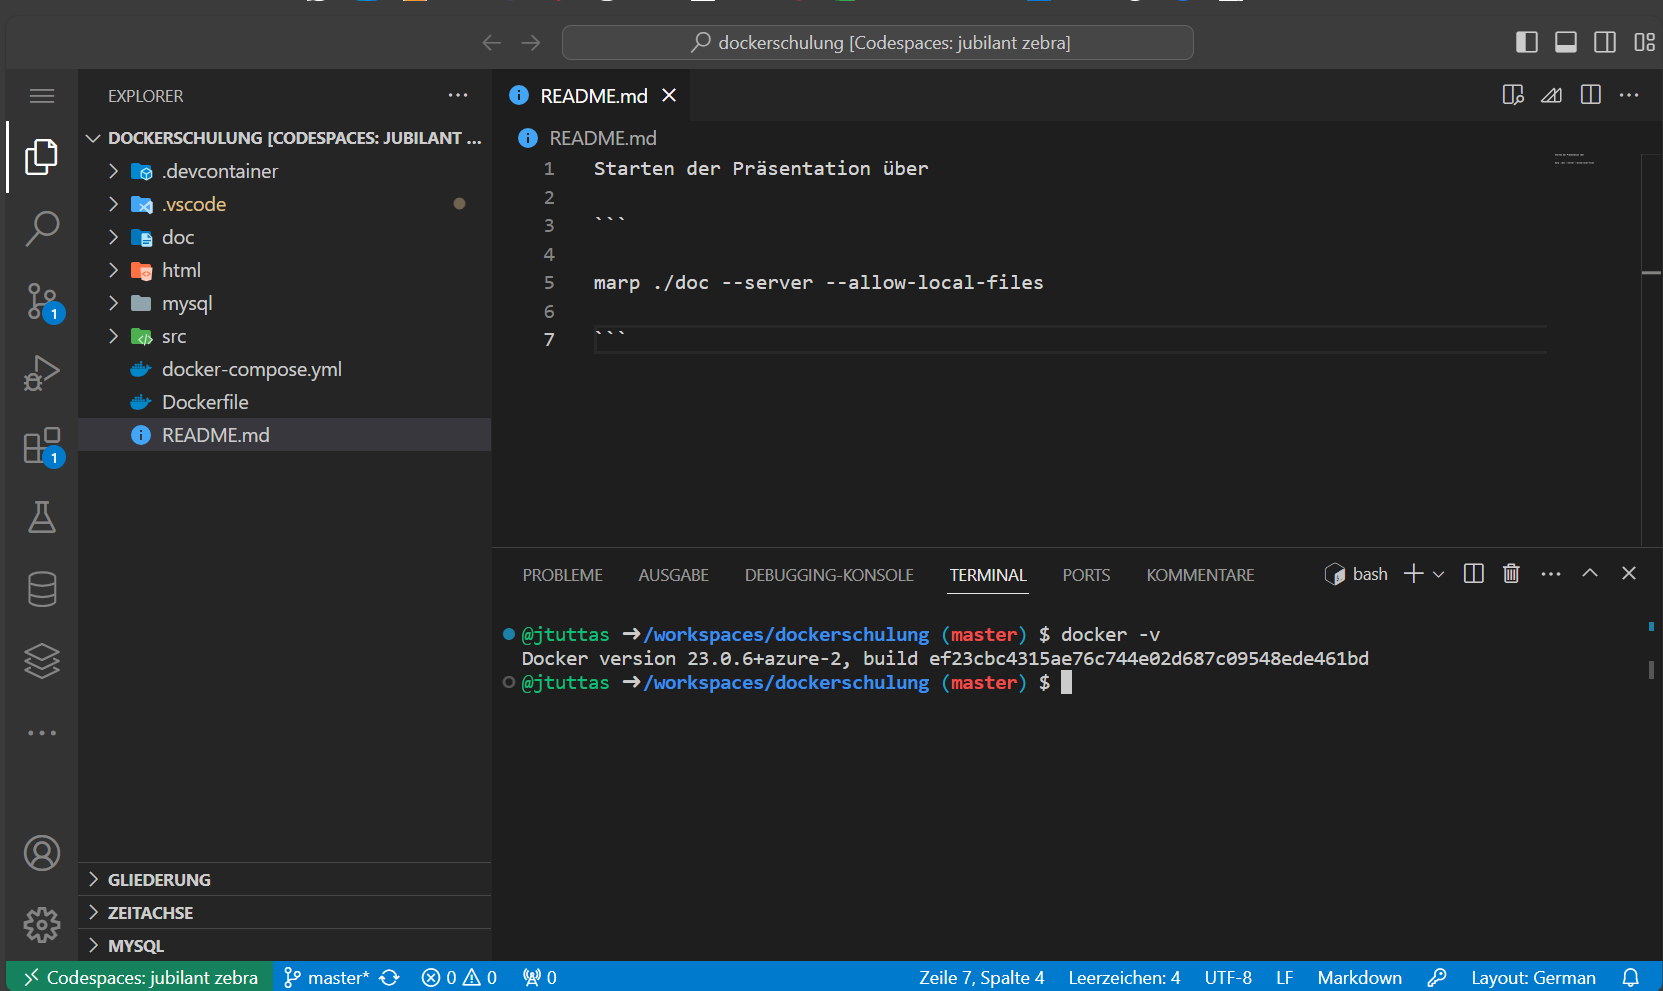 dockerschulung [Codespaces: jubilant zebra]
EXPLORER
DOCKERSCHULUNG [CODESPACES: JUBILANT ...
.devcontainer
.vscode
doc
html
mysql
src
docker-compose.yml
Dockerfile
README.md
GLIEDERUNG
ZEITACHSE
MYSQL
1
1
README.md
README.md
1 Starten der Präsentation über
2
3 ```
4
5 marp ./doc --server --allow-local-files
6
7 ```
PROBLEME AUSGABE DEBUGGING-KONSOLE TERMINAL PORTS KOMMENTARE bash
@jtuttas ➜/workspaces/dockerschulung (master) $ docker -v
Docker version 23.0.6+azure-2, build ef23cbc4315ae76c744e02d687c09548ede461bd
@jtuttas ➜/workspaces/dockerschulung (master) $
Codespaces: jubilant zebra master* 0 0 0 Zeile 7, Spalte 4 Leerzeichen: 4 UTF-8 LF Markdown Layout: German